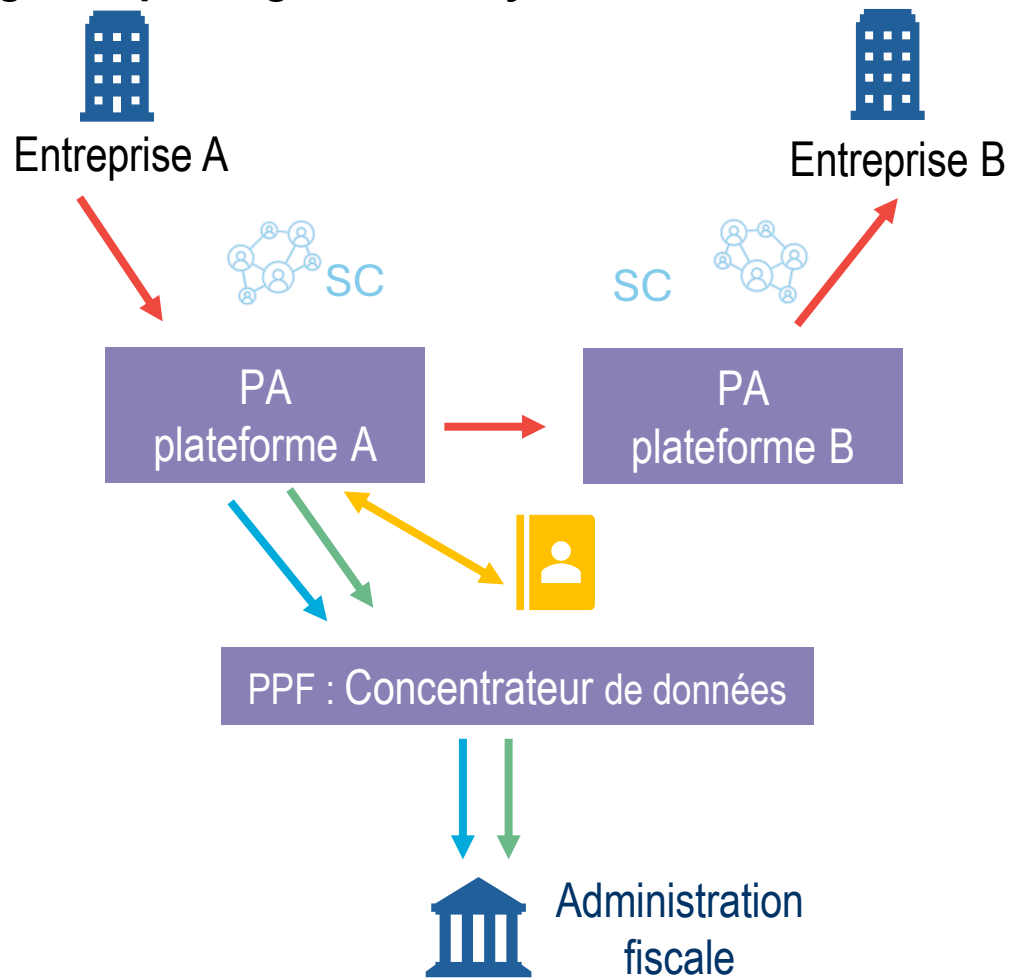 Entreprise A
Entreprise B
SC
SC
PA
plateforme A
PA
plateforme B
PPF : Concentrateur de données
Administration
fiscale